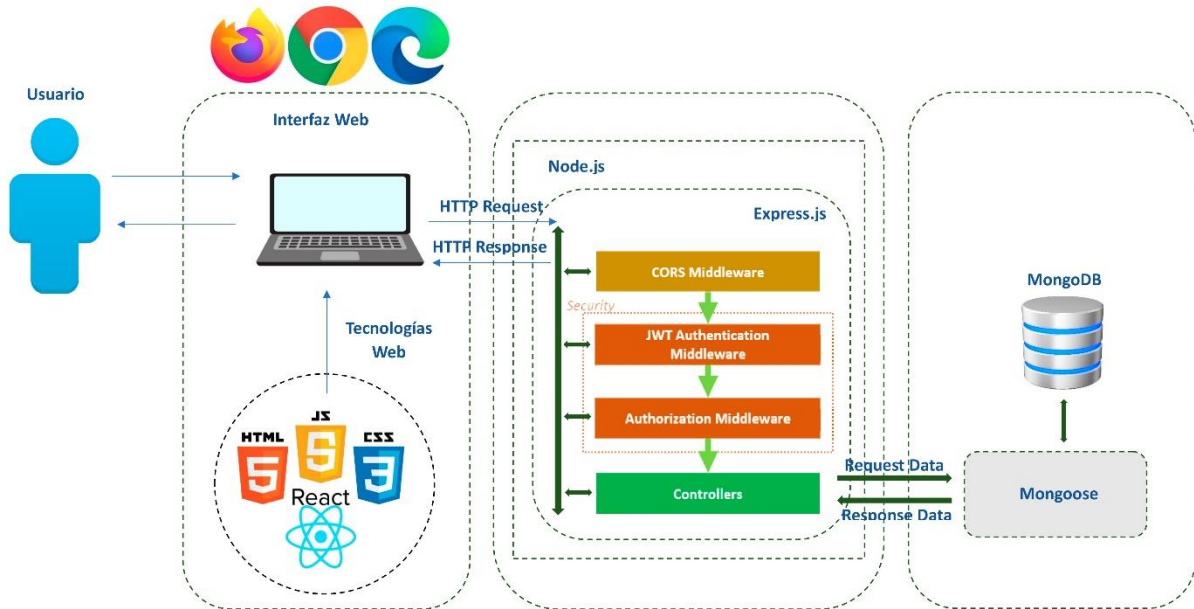 Usuario
Interfaz Web
Node.js
HTTP Request
Express.js
HTTP Response
CORS Middleware
MongoDB
Security
Tecnologías
Web
JWT Authentication
Middleware
Authorization Middleware
JS
HTML
CSS
5
5
3
React
Request Data
Controllers
Mongoose
Response Data